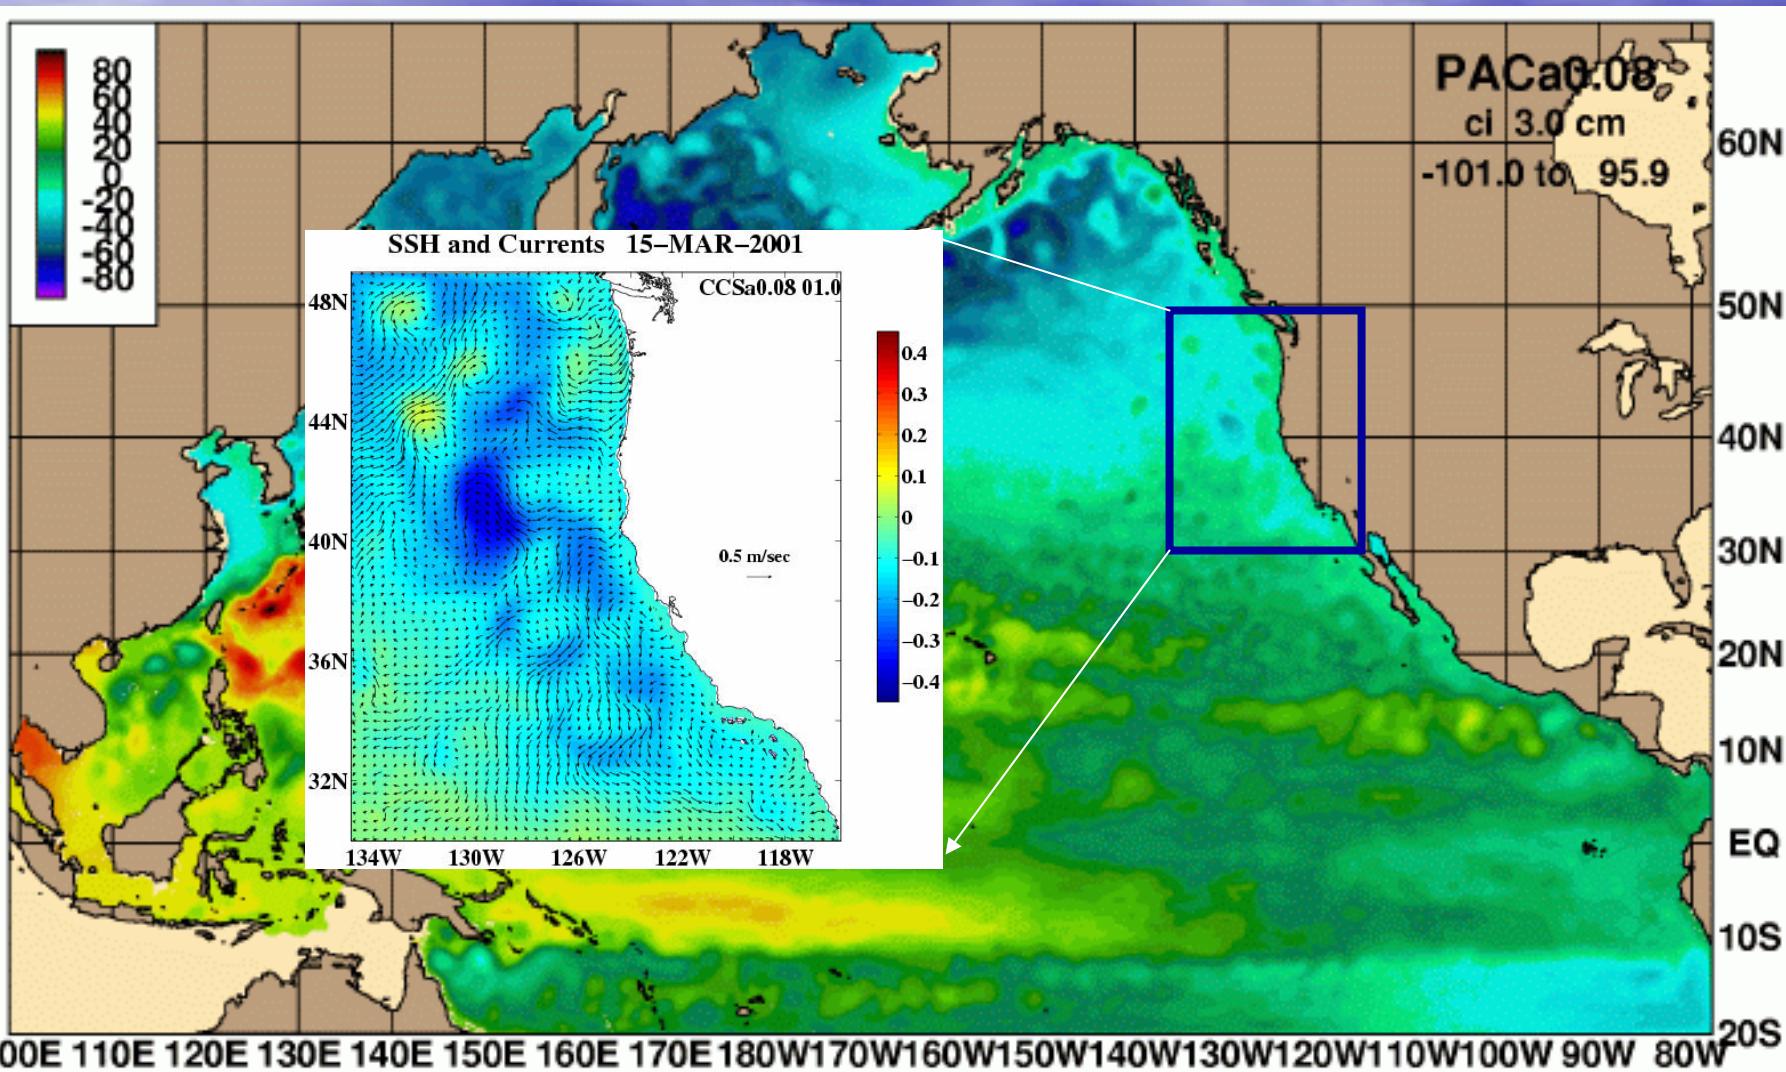 80
60
40
20
0
-20
-40
-60
-80
PACa0.08
ci 3.0 cm
-101.0 to 95.9
60N
50N
40N
30N
20N
10N
EQ
10S
20S
SSH and Currents 15-MAR-2001
CCSa0.08 01.0
48N
44N
40N
36N
32N
0.5 m/sec
0.4
0.3
0.2
0.1
0
-0.1
-0.2
-0.3
-0.4
134W 130W 126W 122W 118W
00E 110E 120E 130E 140E 150E 160E 170E 180W 170W 160W 150W 140W 130W 120W 110W 100W 90W 80W